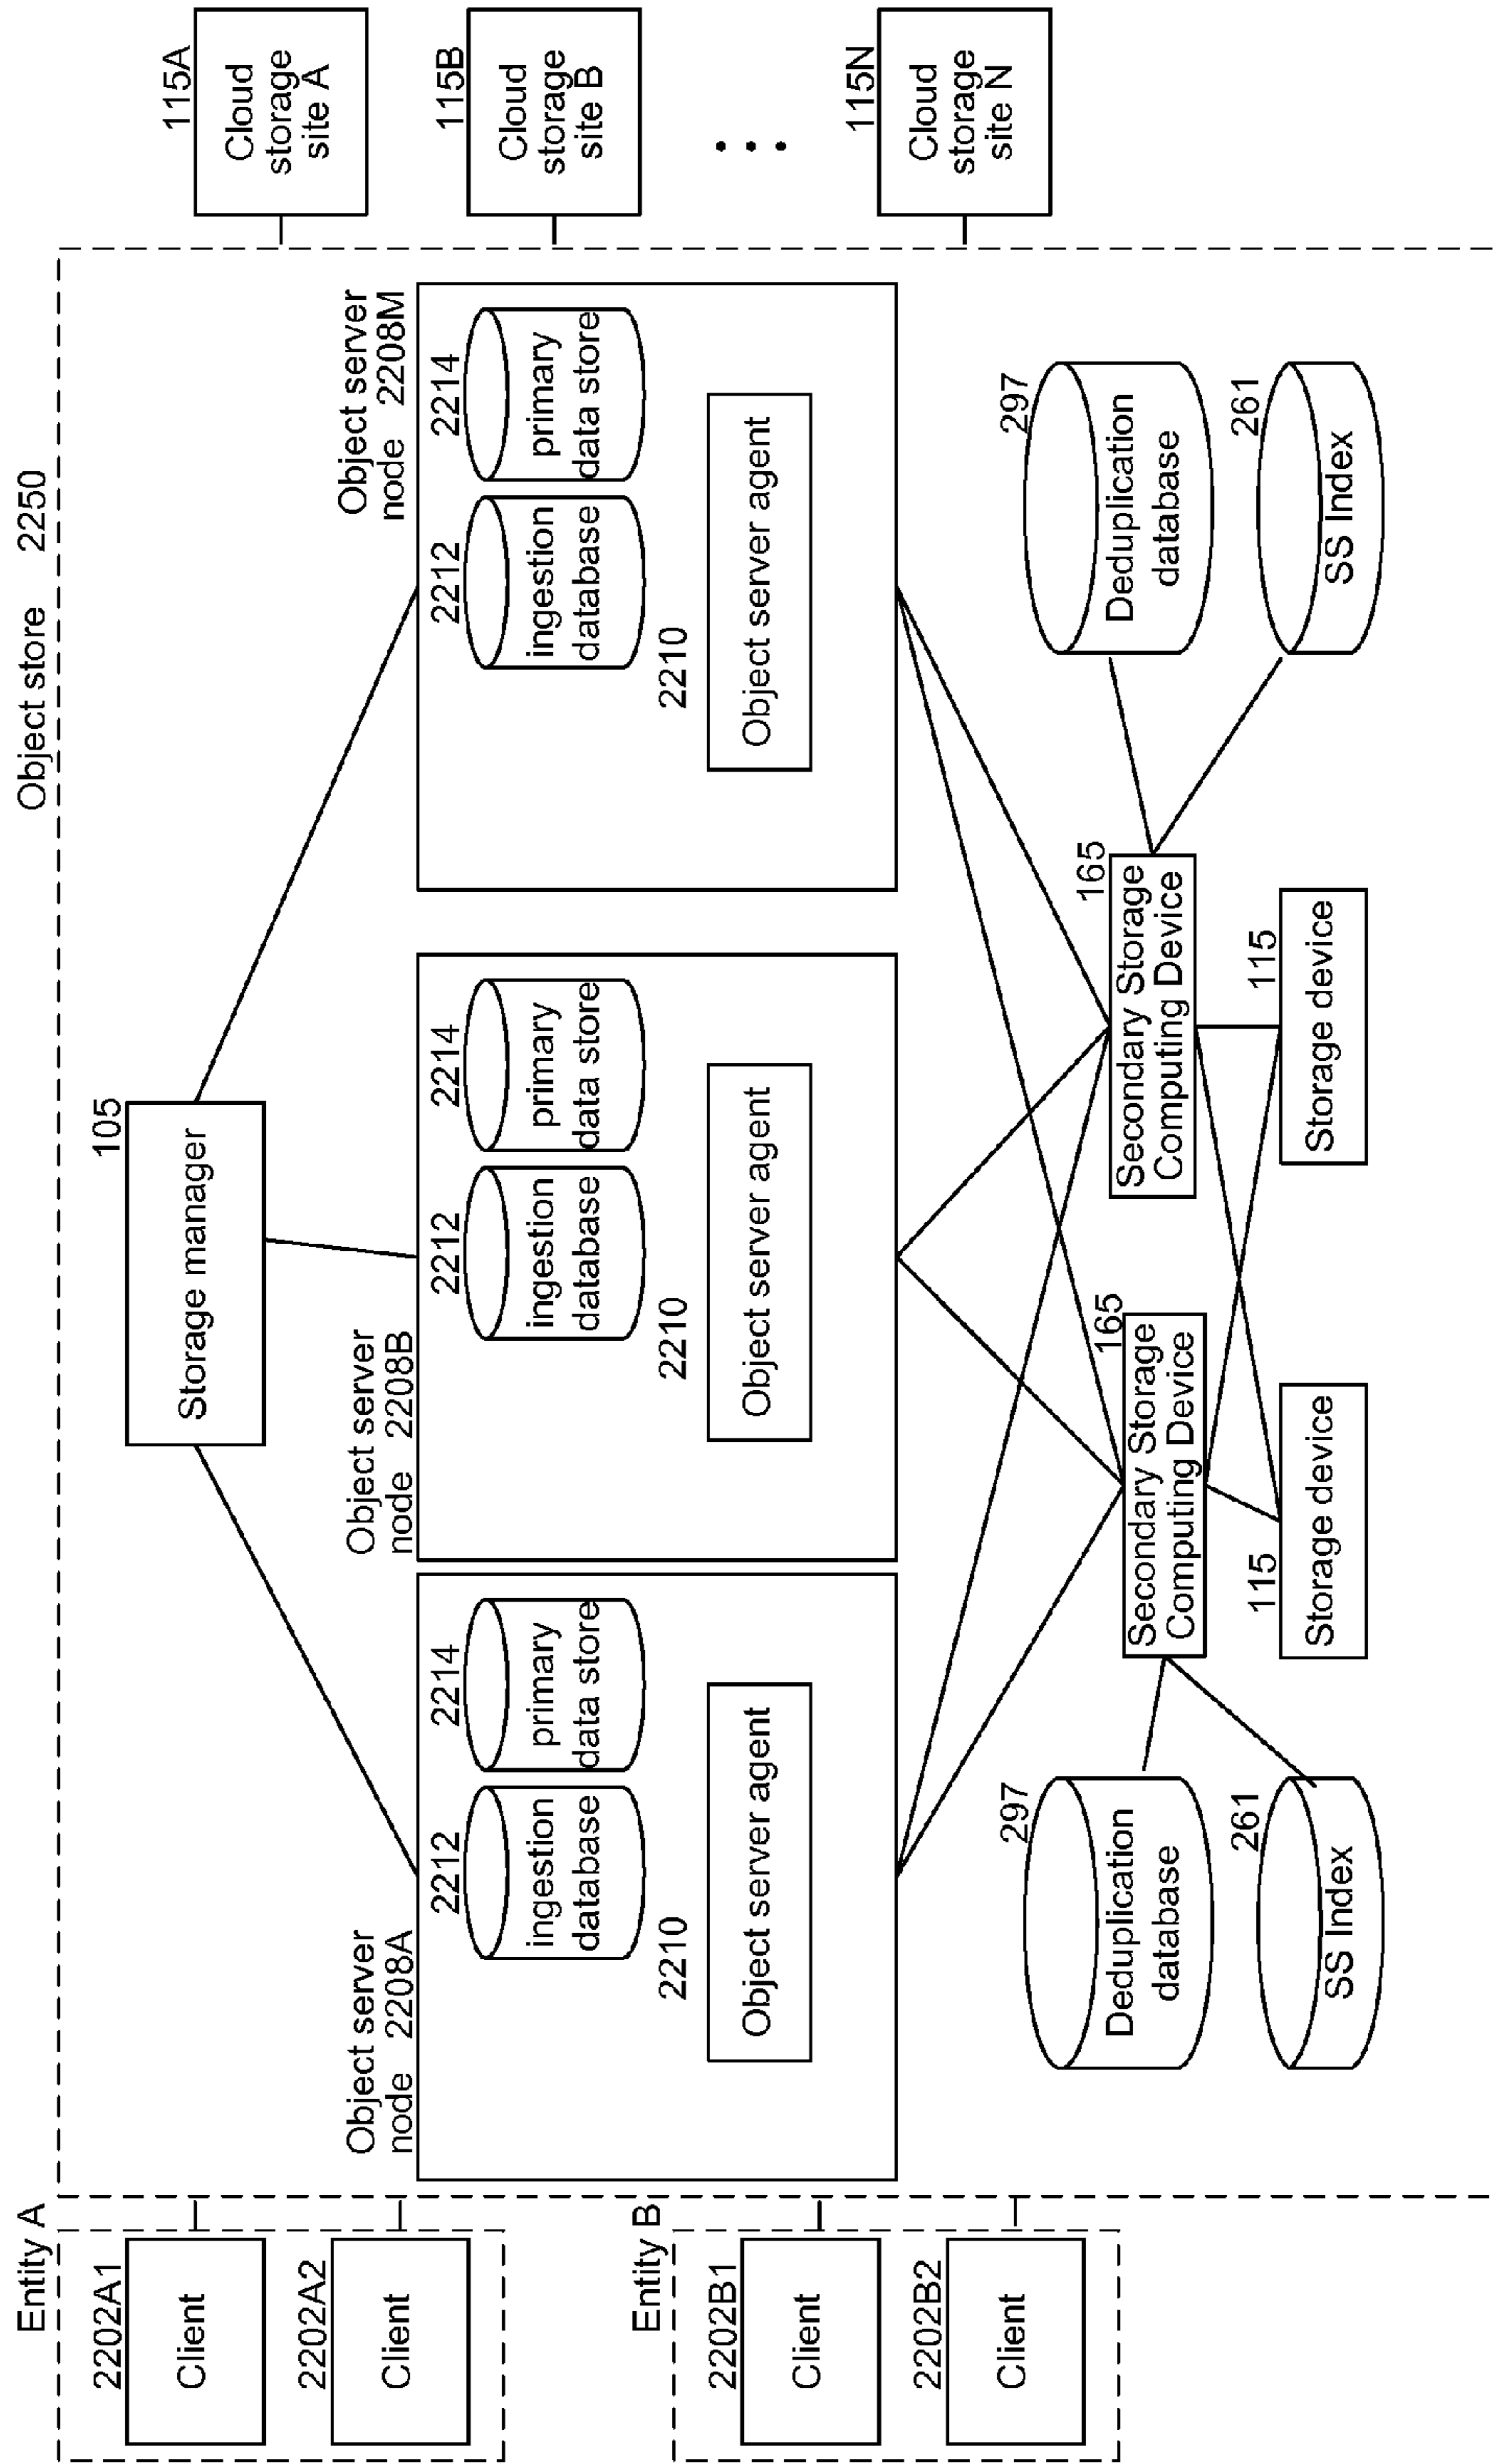 Object store 2250
Entity A
2202A1
Client
2202A2
Client
Entity B
2202B1
Client
2202B2
Client
105
Storage manager
Object server
node 2208A
2212
ingestion
database
2214
primary
data store
2210
Object server agent
Object server
node 2208B
2212
ingestion
database
2214
primary
data store
2210
Object server agent
Object server
node 2208M
2212
ingestion
database
2214
primary
data store
2210
Object server agent
297
Deduplication
database
261
SS Index
165
Secondary Storage
Computing Device
115
Storage device
165
Secondary Storage
Computing Device
115
Storage device
297
Deduplication
database
261
SS Index
115A
Cloud
storage
site A
115B
Cloud
storage
site B
115N
Cloud
storage
site N